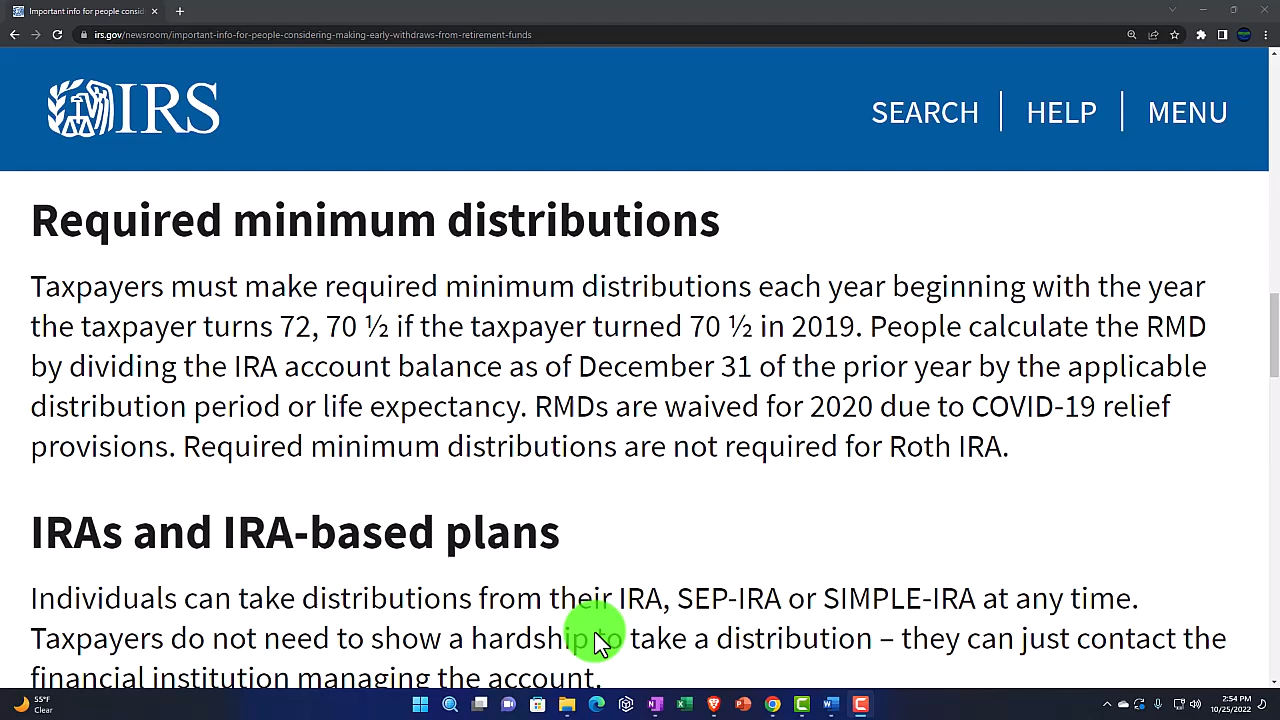 Important info for people consid
irs.gov/newsroom/important-info-for-people-considering-making-early-withdraws-from-retirement-funds
IRS
SEARCH HELP MENU
Required minimum distributions
Taxpayers must make required minimum distributions each year beginning with the year
the taxpayer turns 72, 70 ½ if the taxpayer turned 70 ½ in 2019. People calculate the RMD
by dividing the IRA account balance as of December 31 of the prior year by the applicable
distribution period or life expectancy. RMDs are waived for 2020 due to COVID-19 relief
provisions. Required minimum distributions are not required for Roth IRA.
IRAs and IRA-based plans
Individuals can take distributions from their IRA, SEP-IRA or SIMPLE-IRA at any time.
Taxpayers do not need to show a hardship to take a distribution – they can just contact the
financial institution managing the account.
55°F
Clear
2:54 PM
10/25/2022